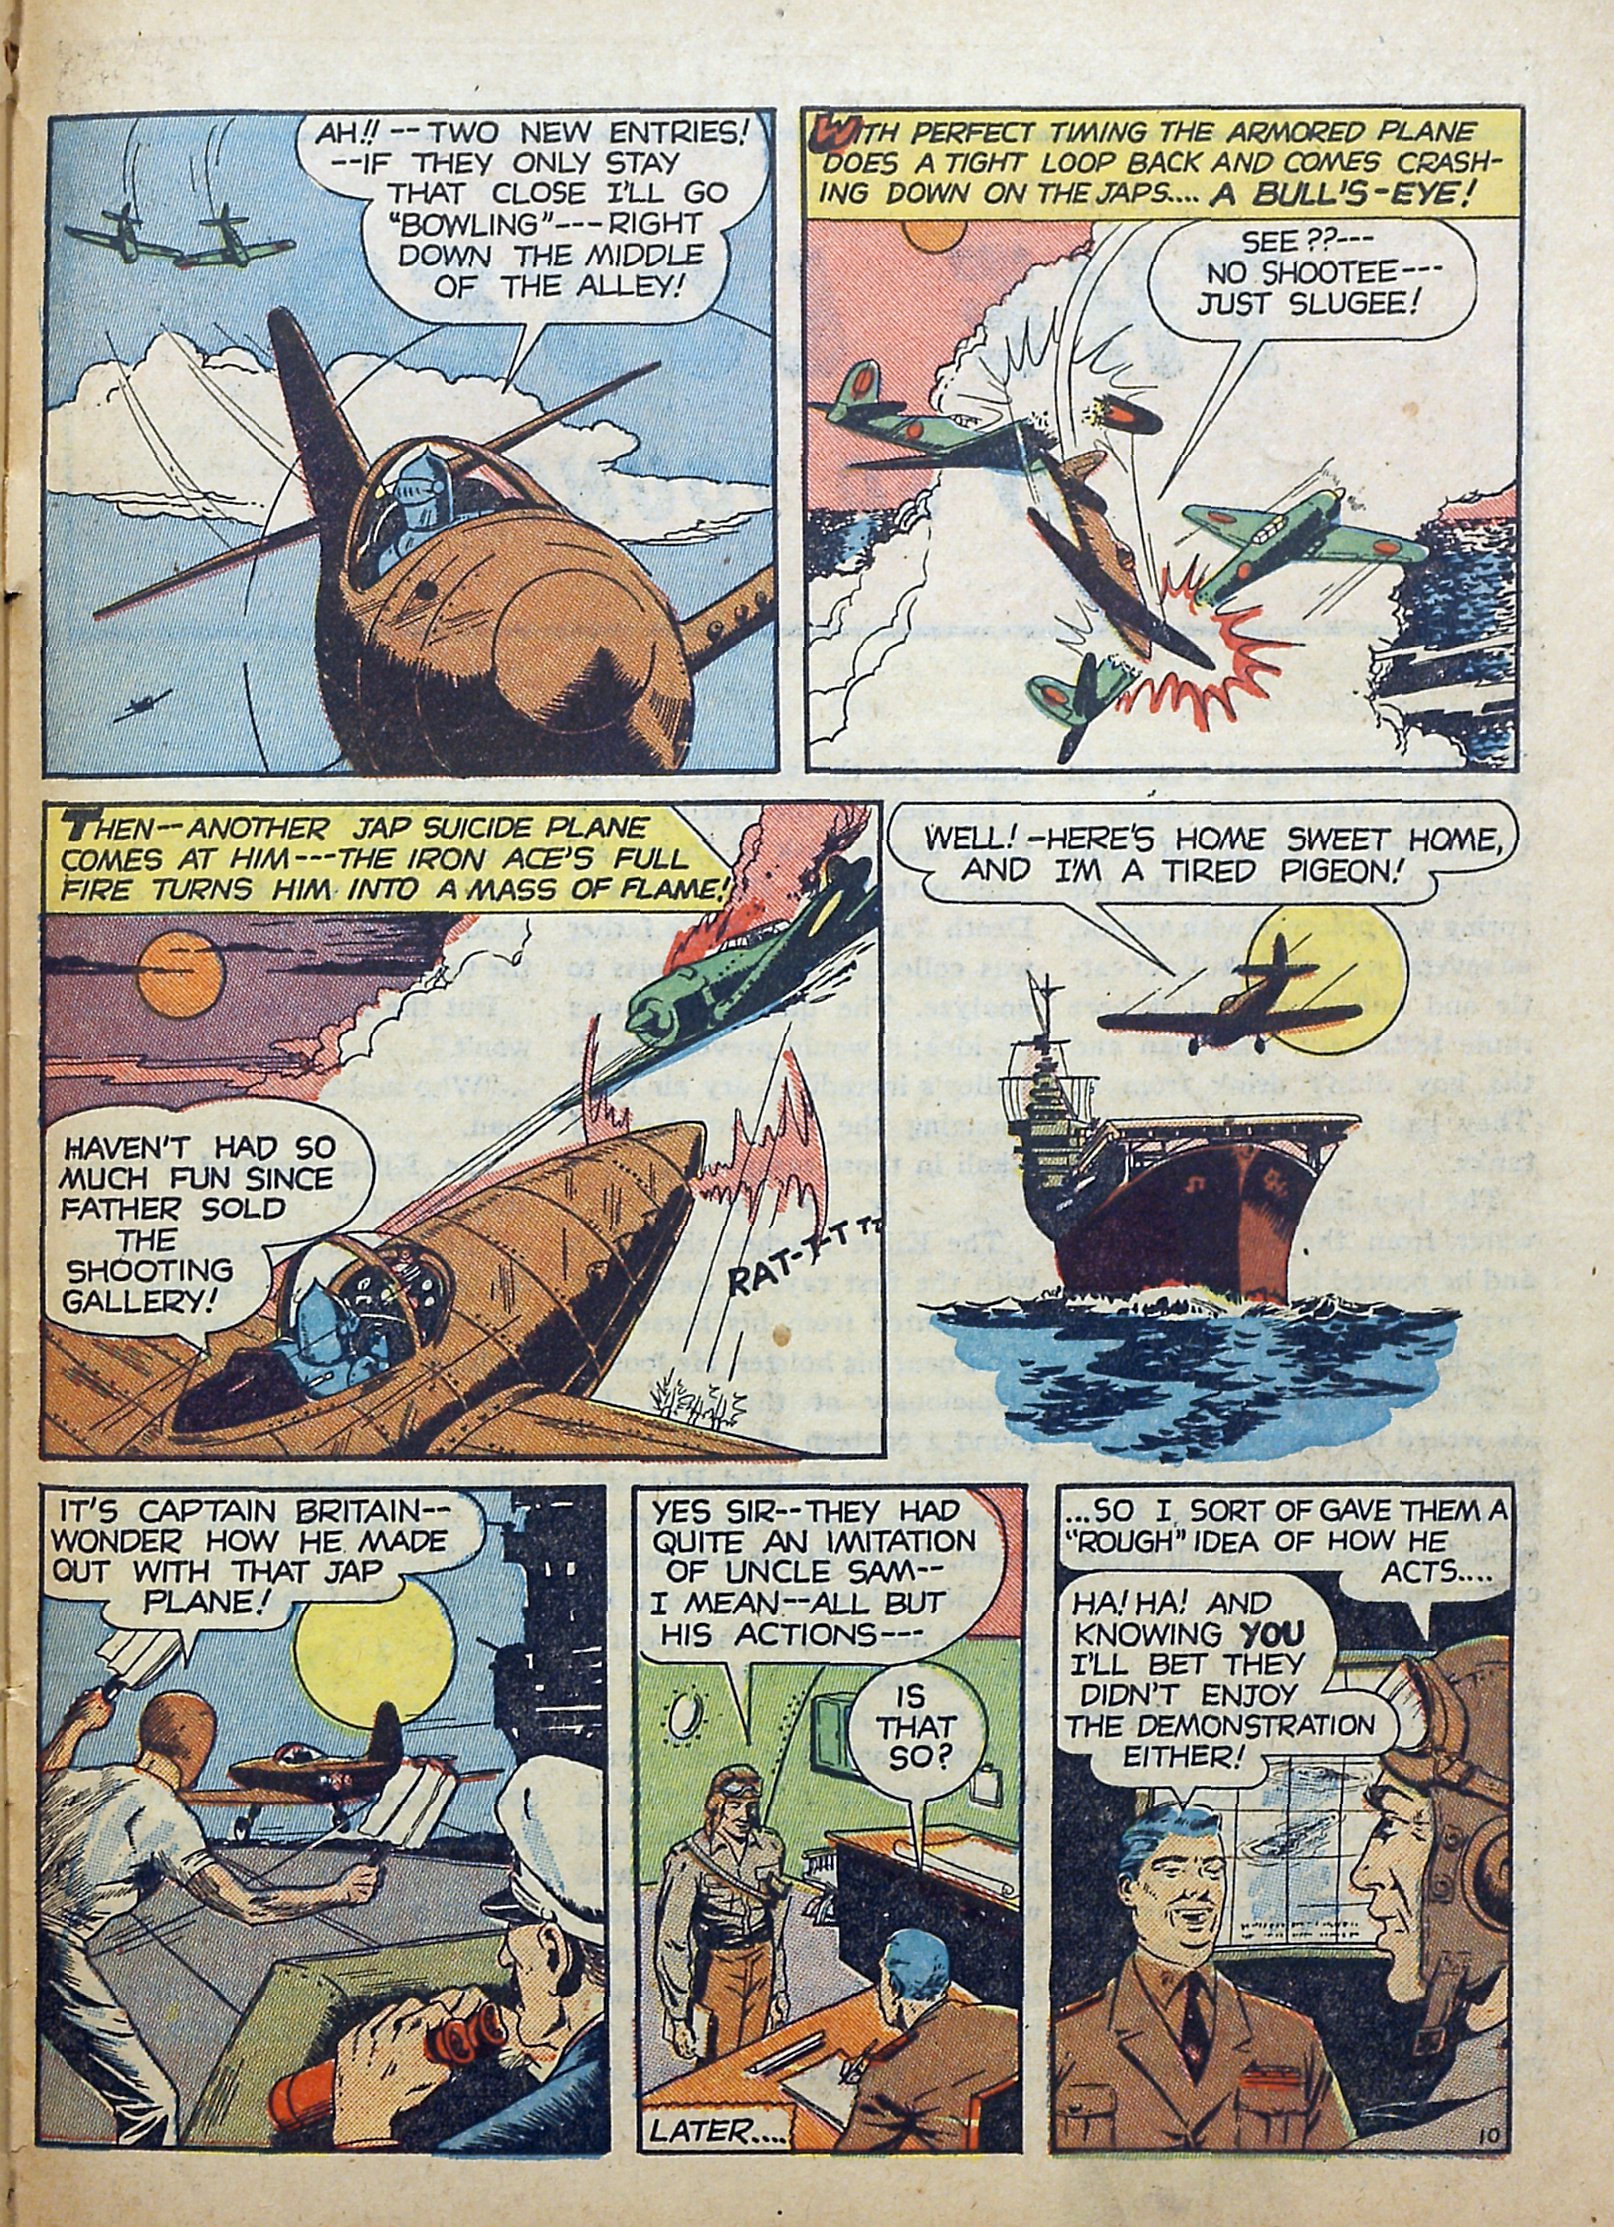 AH!! -- TWO NEW ENTRIES!
--IF THEY ONLY STAY
THAT CLOSE I'LL GO
"BOWLING"---RIGHT
DOWN THE MIDDLE
OF THE ALLEY!
WITH PERFECT TIMING THE ARMORED PLANE
DOES A TIGHT LOOP BACK AND COMES CRASH-
ING DOWN ON THE JAPS.... A BULL'S-EYE!
SEE??---
NO SHOOTEE---
JUST SLUGEE!
THEN--ANOTHER JAP SUICIDE PLANE
COMES AT HIM---THE IRON ACE'S FULL
FIRE TURNS HIM INTO A MASS OF FLAME!
HAVEN'T HAD SO
MUCH FUN SINCE
FATHER SOLD
THE
SHOOTING
GALLERY!
RAT-T-T TT
WELL! -HERE'S HOME SWEET HOME,
AND I'M A TIRED PIGEON!
IT'S CAPTAIN BRITAIN--
WONDER HOW HE MADE
OUT WITH THAT JAP
PLANE!
YES SIR--THEY HAD
QUITE AN IMITATION
OF UNCLE SAM--
I MEAN--ALL BUT
HIS ACTIONS---
IS
THAT
SO?
LATER....
...SO I SORT OF GAVE THEM A
"ROUGH" IDEA OF HOW HE
ACTS....
HA! HA! AND
KNOWING YOU
I'LL BET THEY
DIDN'T ENJOY
THE DEMONSTRATION
EITHER!
10